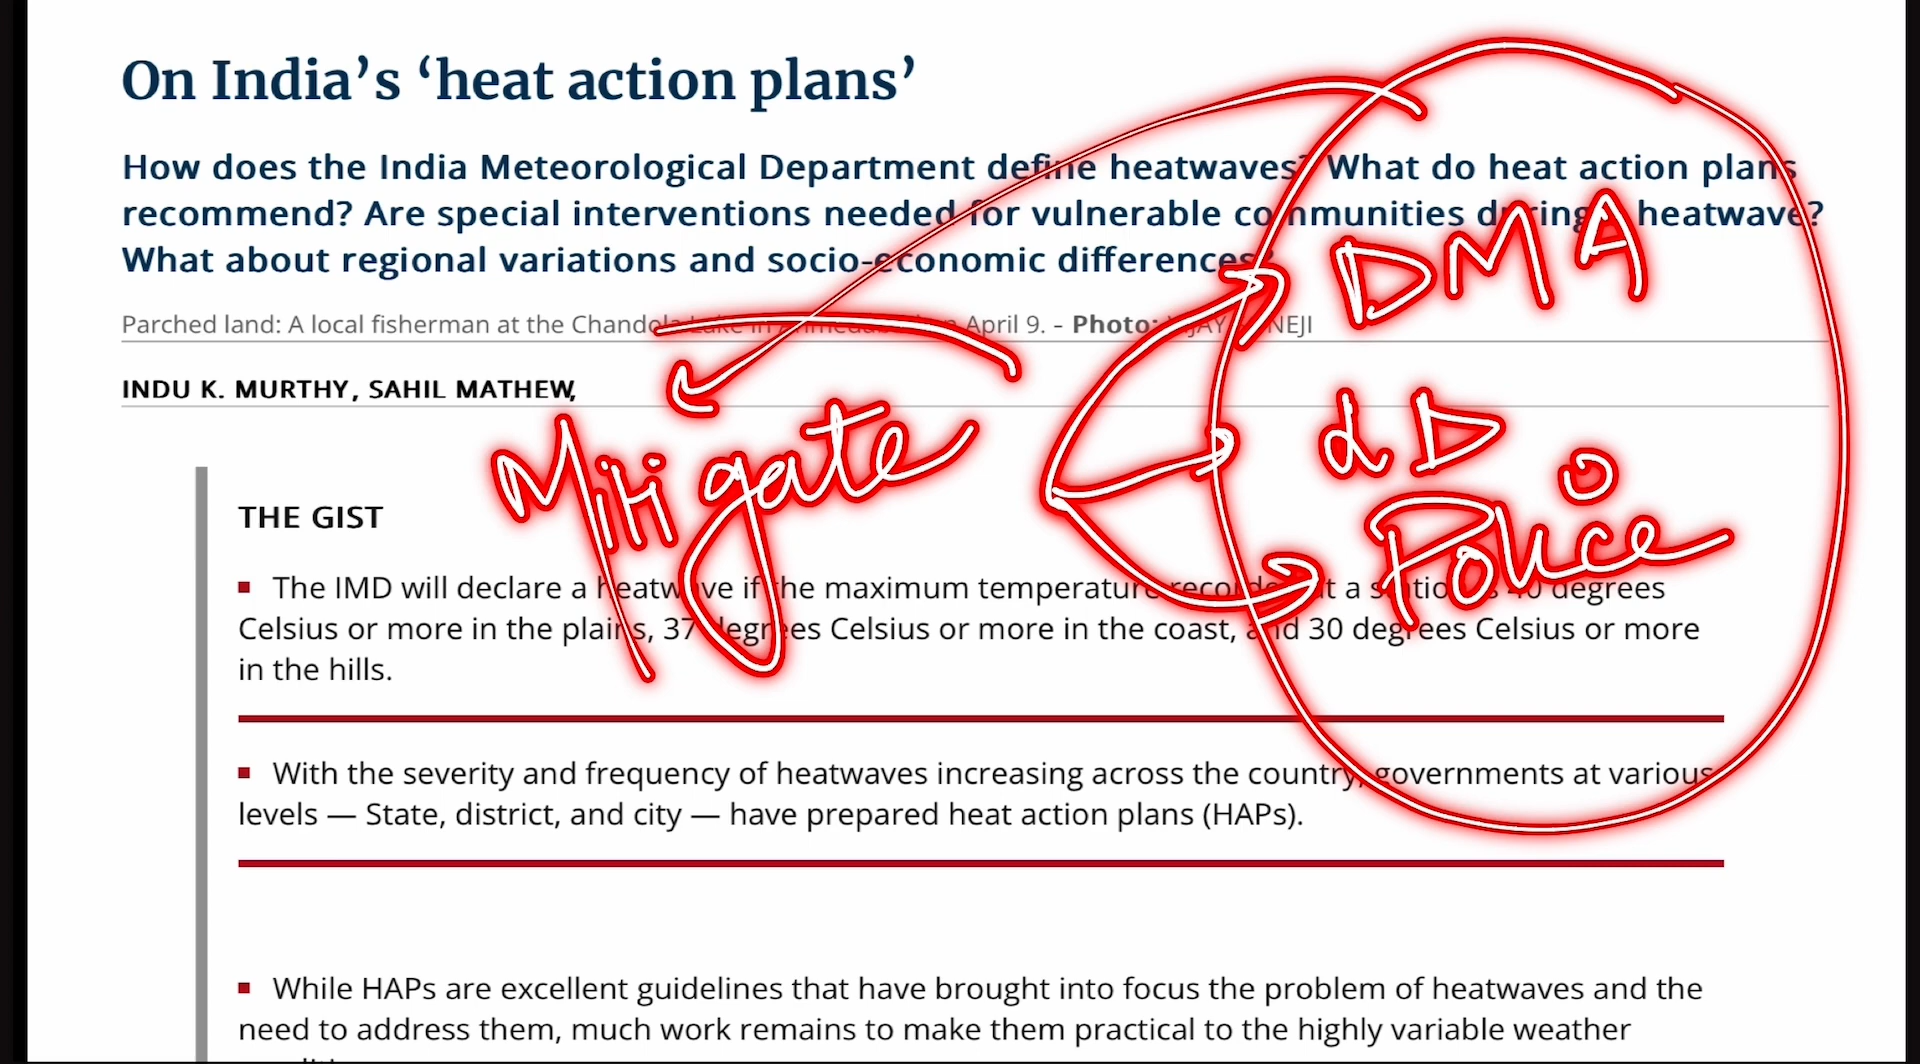 On India’s ‘heat action plans’
How does the India Meteorological Department define heatwaves? What do heat action plans
recommend? Are special interventions needed for vulnerable communities during a heatwave?
What about regional variations and socio-economic differences?
Parched land: A local fisherman at the Chandola Lake in Ahmedabad on April 9. - Photo:
DMA
INDU K. MURTHY, SAHIL MATHEW,
Mitigate
THE GIST
Police
The IMD will declare a heatwave if the maximum temperature recorded at a station is 40 degrees
Celsius or more in the plains, 37 degrees Celsius or more in the coast, and 30 degrees Celsius or more
in the hills.
With the severity and frequency of heatwaves increasing across the country, governments at various
levels — State, district, and city — have prepared heat action plans (HAPs).
While HAPs are excellent guidelines that have brought into focus the problem of heatwaves and the
need to address them, much work remains to make them practical to the highly variable weather